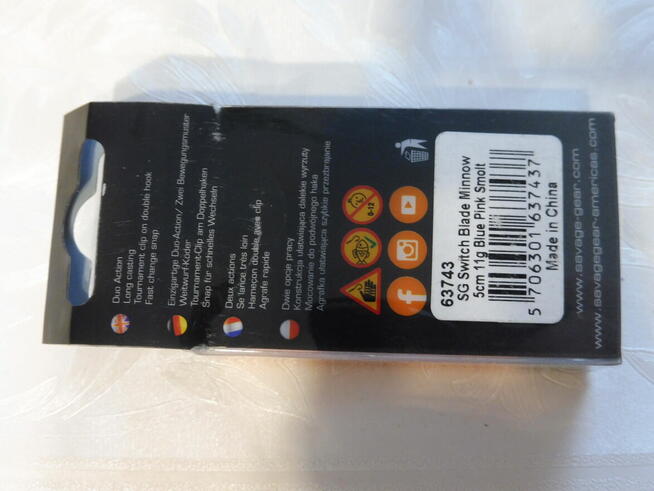 Duo Action
Long casting
Tournament clip on double hook
Fast change snap
Einzigartige Duo-Action/ Zwei Bewegungsmuster
Weitwurf-Köder
Tournament-Clip am Doppelhaken
Snap für schnelles Wechseln
Deux actions
Se lance très loin
Hameçon double avec clip
Agrafe rapide
Dwie opcje pracy
Konstrukcja ułatwiająca dalekie wyrzuty
Mocowanie do podwójnego haka
Agrafka ułatwiająca szybkie przezbrajanie
0-12
63743
SG Switch Blade Minnow
5cm 11g Blue Pink Smolt
5 706301 637437
Made in China
www.savage-gear.com
www.savagegear-americas.com